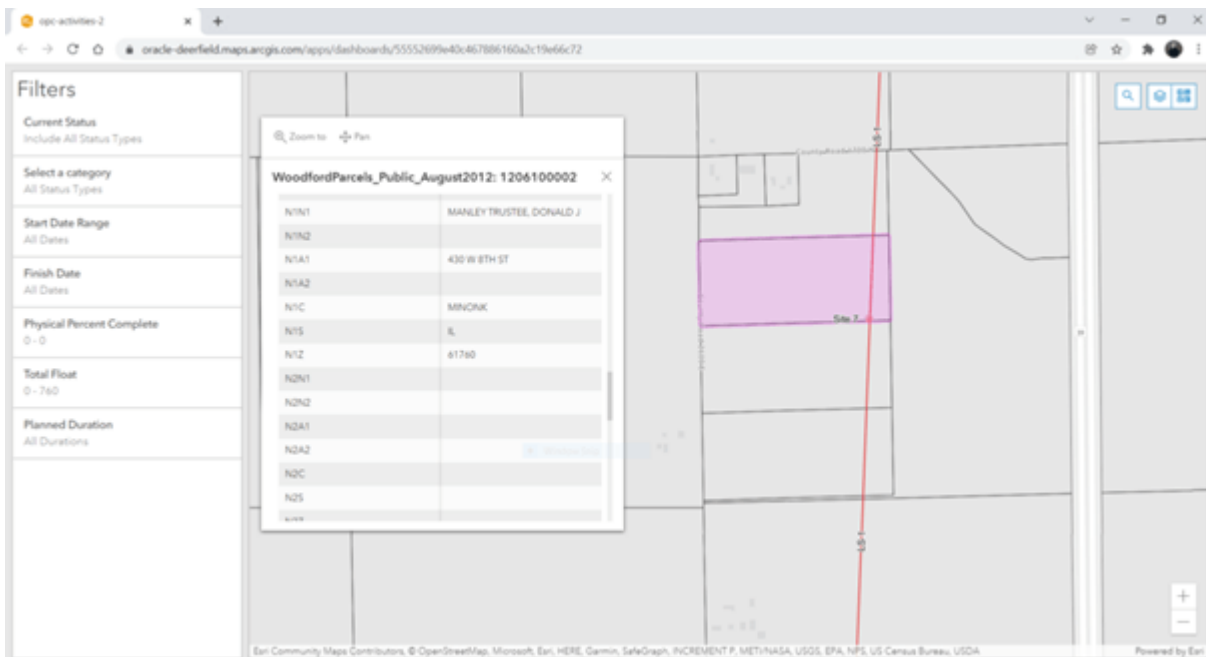 opc-activities-2
oracle-deerfield.maps.arcgis.com/apps/dashboards/55552699e40c467886160a2c19e66c72
Filters
Current Status
Include All Status Types
Select a category
All Status Types
Start Date Range
All Dates
Finish Date
All Dates
Physical Percent Complete
0 - 0
Total Float
0 - 760
Planned Duration
All Durations
Zoom to Pan
WoodfordParcels_Public_August2012: 1206100002
N1N1 MANLEY TRUSTEE, DONALD J
N1N2
N1A1 430 W 8TH ST
N1A2
N1C MINONK
N1S IL
N1Z 61760
N2N1
N2N2
N2A1
N2A2
N2C
N2S
N2Z
LS 1
Site 7
LS 1
Esri Community Maps Contributors, © OpenStreetMap, Microsoft, Esri, HERE, Garmin, SafeGraph, INCREMENT P, METI/NASA, USGS, EPA, NPS, US Census Bureau, USDA
Powered by Esri